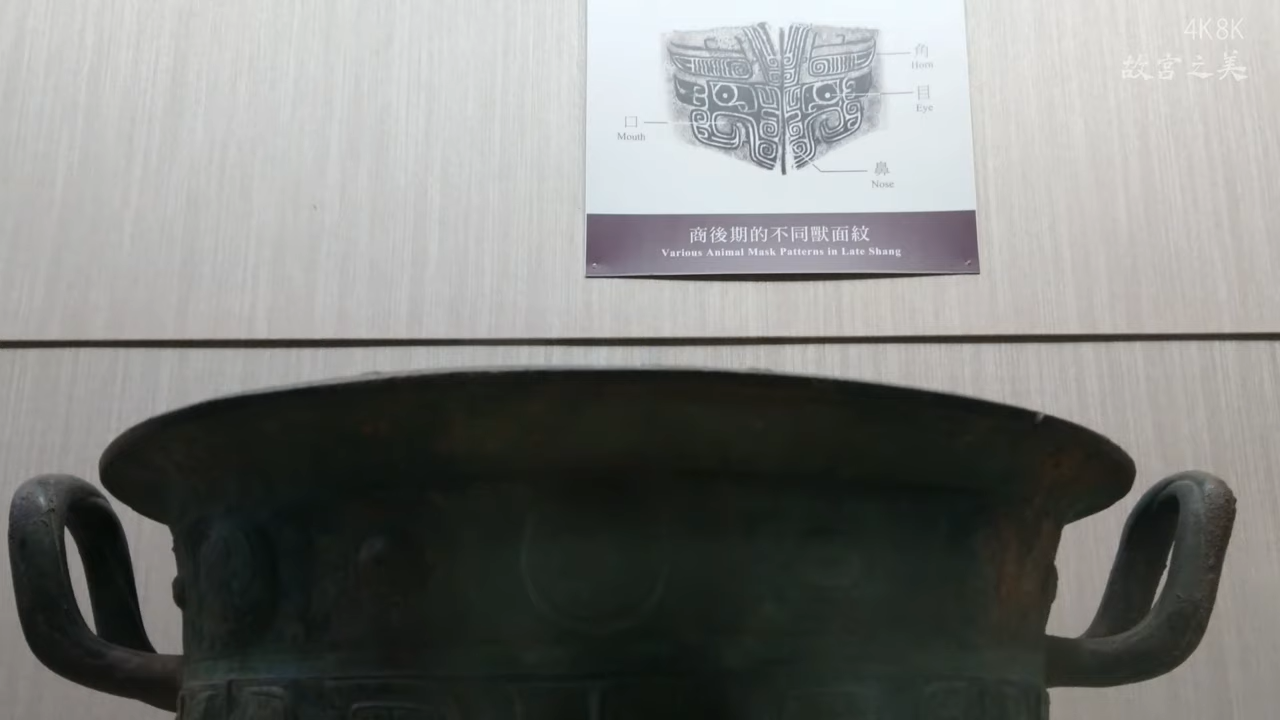 4K8K
故宮之美
角
Horn
目
Eye
口
Mouth
鼻
Nose
商後期的不同獸面紋
Various Animal Mask Patterns in Late Shang